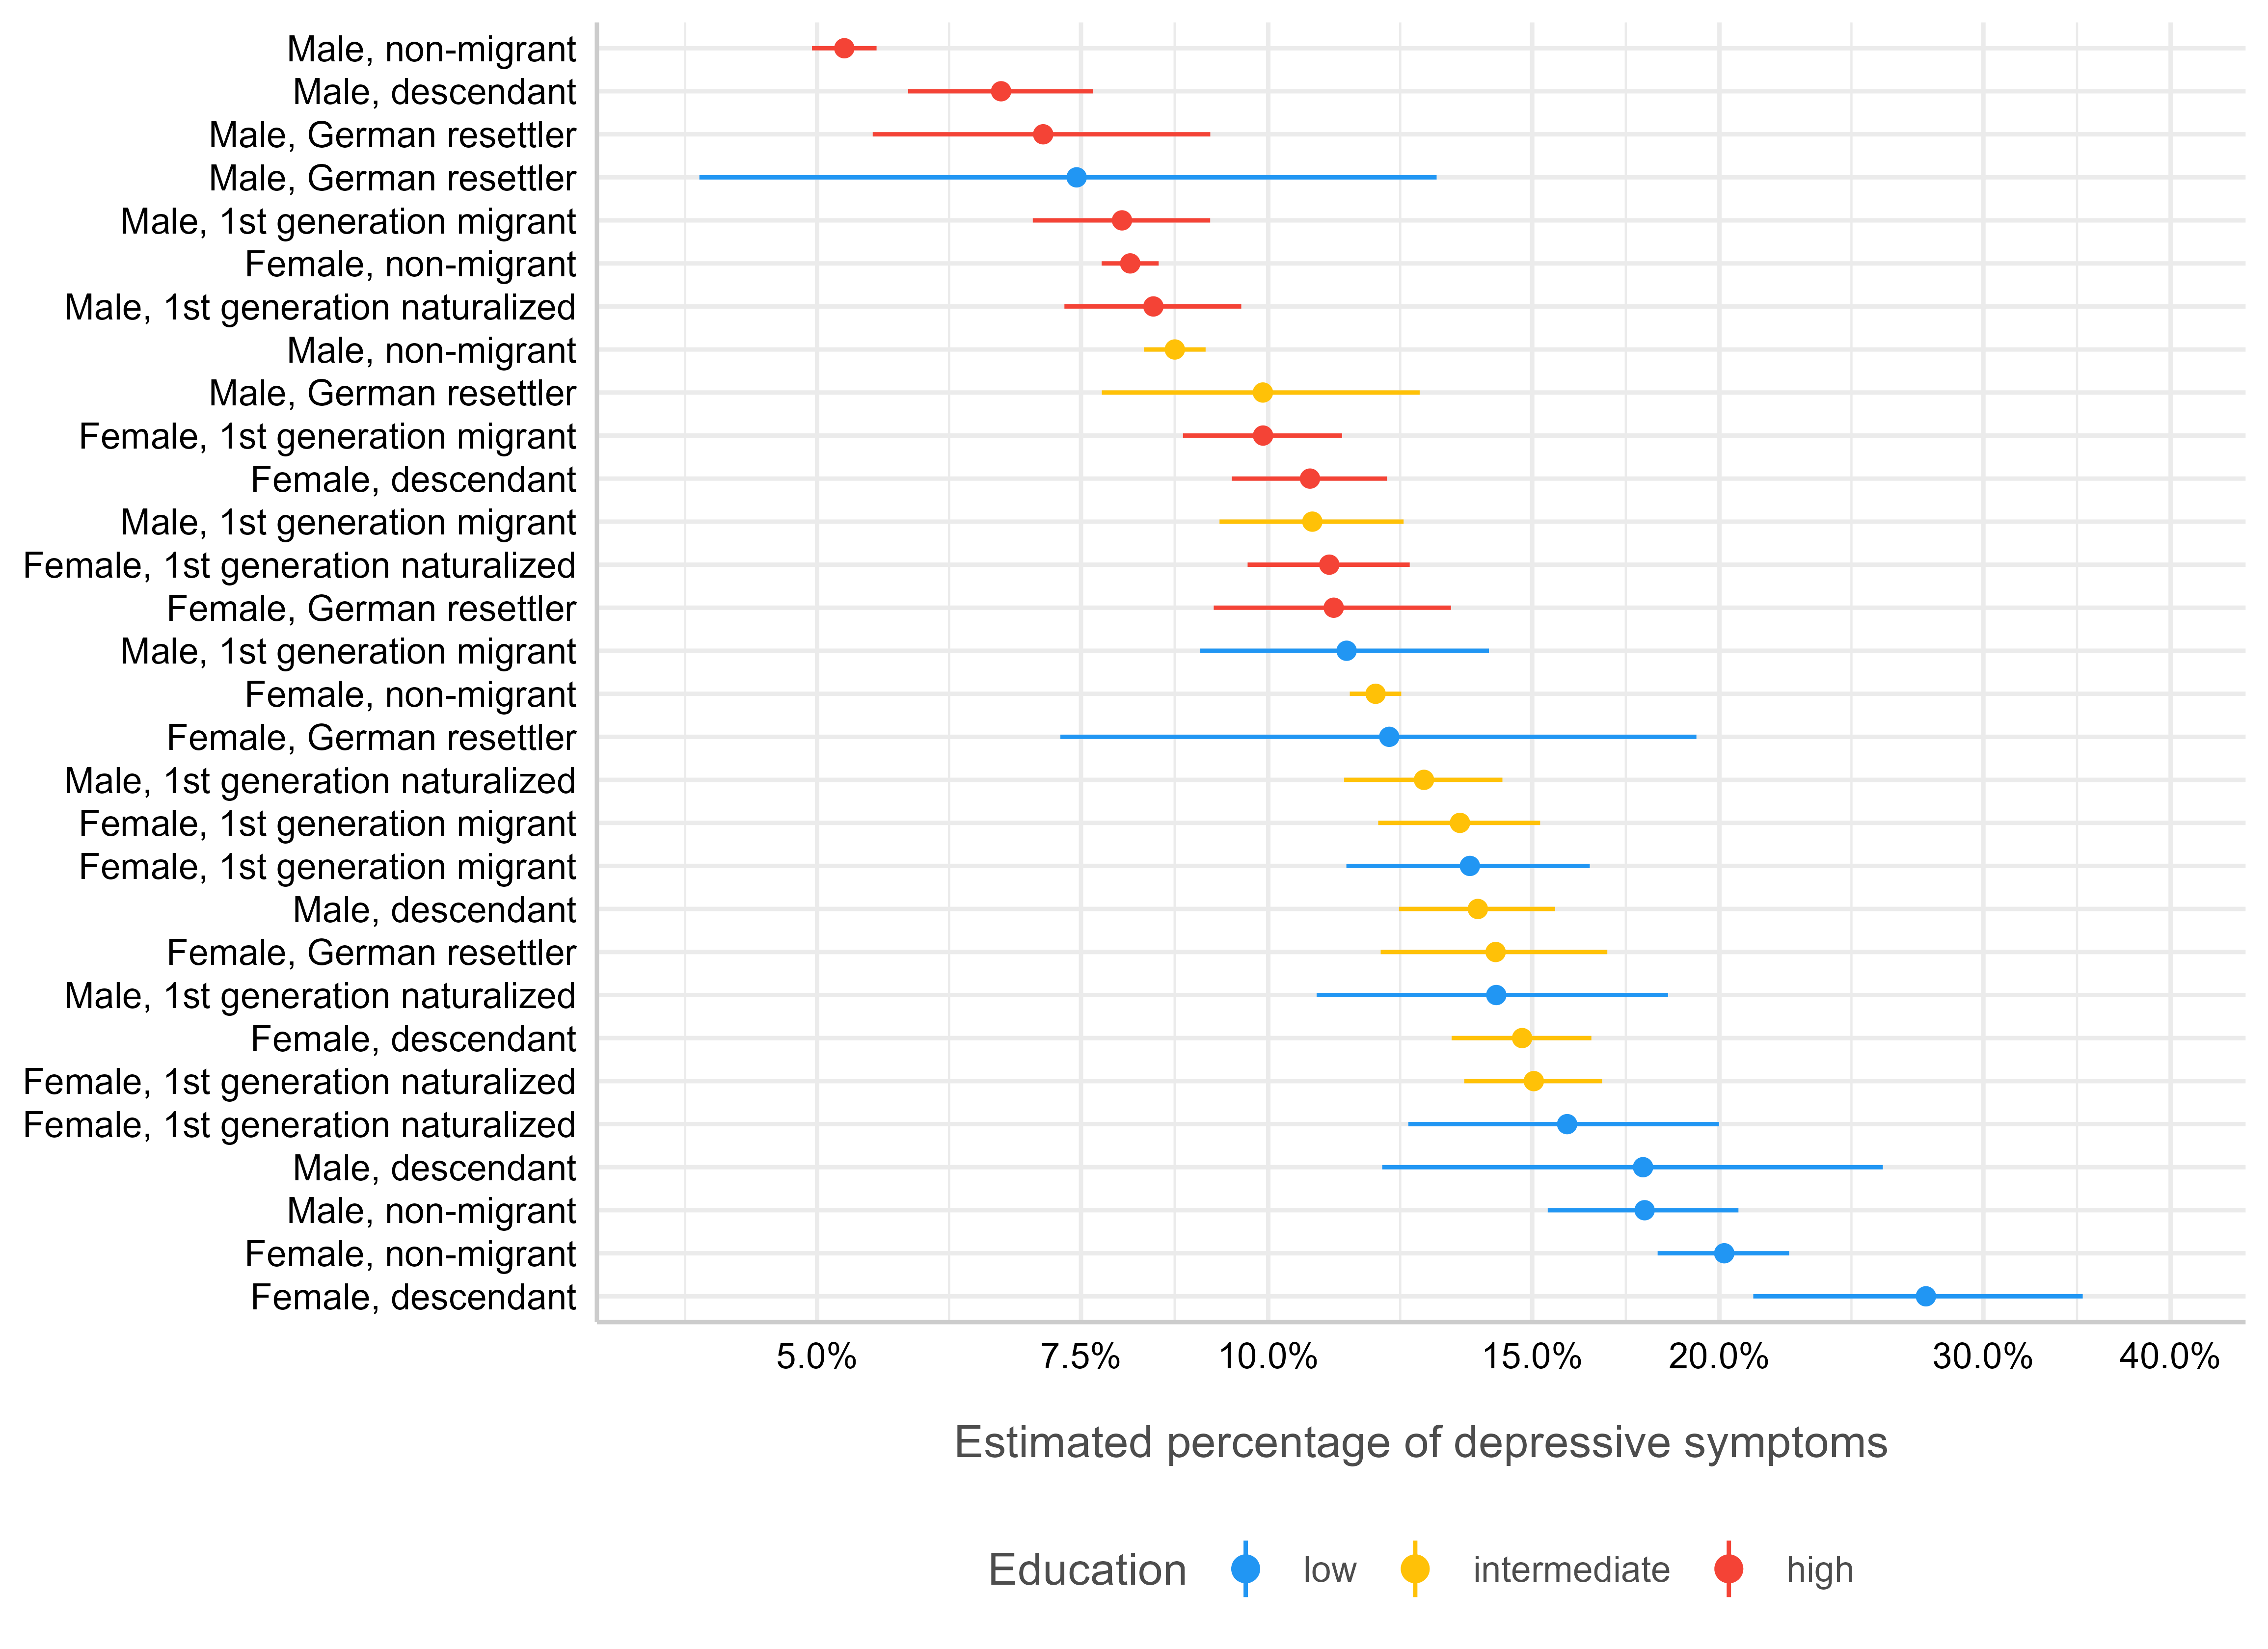 Male, non-migrant
Male, descendant
Male, German resettler
Male, German resettler
Male, 1st generation migrant
Female, non-migrant
Male, 1st generation naturalized
Male, non-migrant
Male, German resettler
Female, 1st generation migrant
Female, descendant
Male, 1st generation migrant
Female, 1st generation naturalized
Female, German resettler
Male, 1st generation migrant
Female, non-migrant
Female, German resettler
Male, 1st generation naturalized
Female, 1st generation migrant
Female, 1st generation migrant
Male, descendant
Female, German resettler
Male, 1st generation naturalized
Female, descendant
Female, 1st generation naturalized
Female, 1st generation naturalized
Male, descendant
Male, non-migrant
Female, non-migrant
Female, descendant
5.0% 7.5% 10.0% 15.0% 20.0% 30.0% 40.0%
Estimated percentage of depressive symptoms
Education low intermediate high